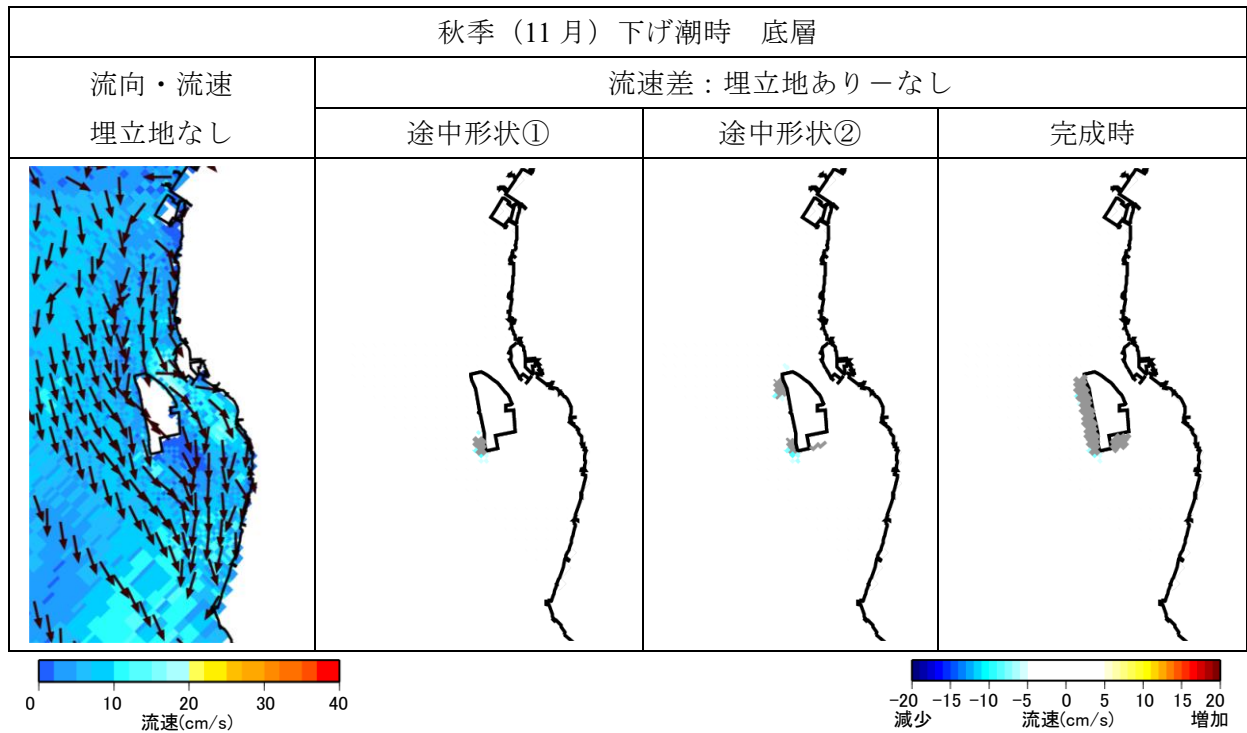 秋季（11月）下げ潮時　底層
流向・流速
埋立地なし
流速差：埋立地あり－なし
途中形状①
途中形状②
完成時
0 10 20 30 40
流速(cm/s)
-20 -15 -10 -5 0 5 10 15 20
減少 流速(cm/s) 増加